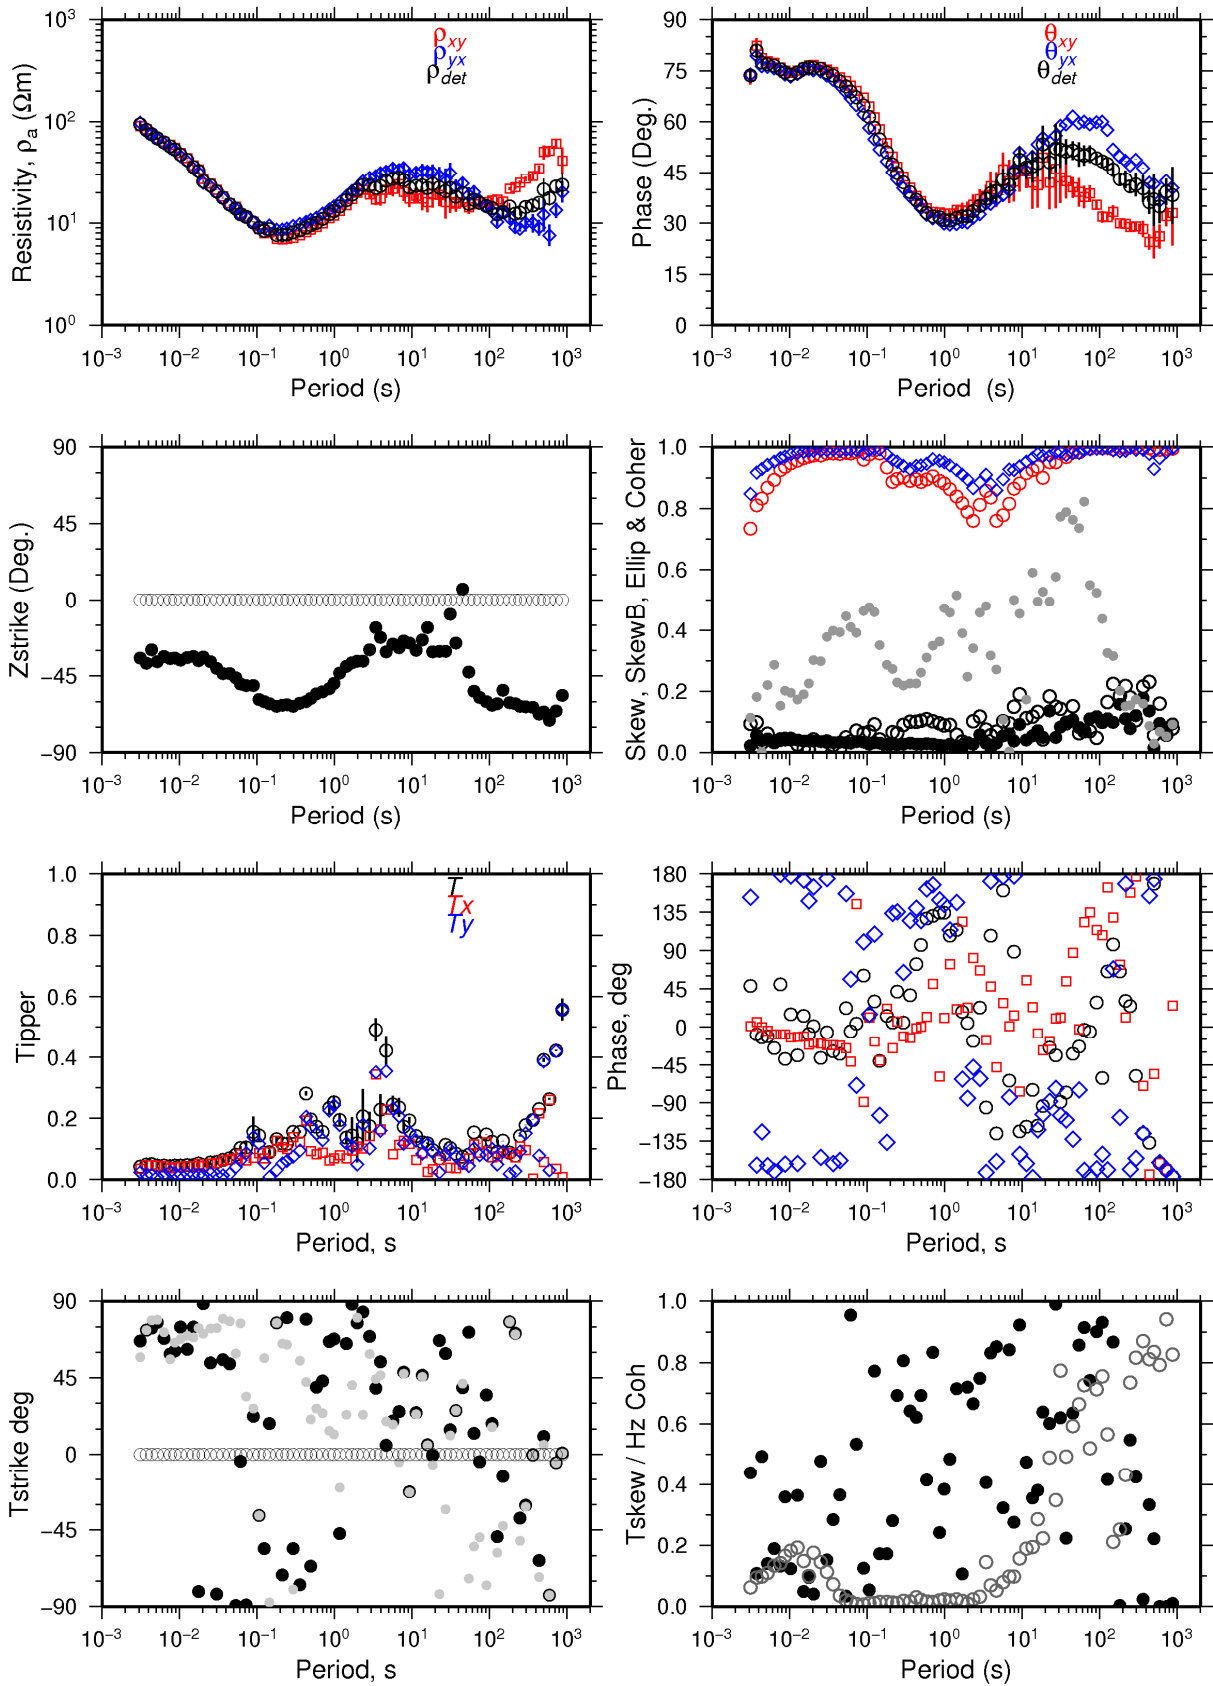 10³
10²
10¹
10⁰
Resistivity, ρa (Ωm)
ρxy
ρyx
ρdet
10⁻³ 10⁻² 10⁻¹ 10⁰ 10¹ 10² 10³
Period (s)
90
75
60
45
30
15
0
Phase (Deg.)
θxy
θyx
θdet
10⁻³ 10⁻² 10⁻¹ 10⁰ 10¹ 10² 10³
Period (s)
90
45
0
−45
−90
Zstrike (Deg.)
10⁻³ 10⁻² 10⁻¹ 10⁰ 10¹ 10² 10³
Period (s)
1.0
0.8
0.6
0.4
0.2
0.0
Skew, SkewB, Ellip & Coher
10⁻³ 10⁻² 10⁻¹ 10⁰ 10¹ 10² 10³
Period (s)
1.0
0.8
0.6
0.4
0.2
0.0
Tipper
T
Tx
Ty
10⁻³ 10⁻² 10⁻¹ 10⁰ 10¹ 10² 10³
Period, s
180
135
90
45
0
−45
−90
−135
−180
Phase, deg
10⁻³ 10⁻² 10⁻¹ 10⁰ 10¹ 10² 10³
Period, s
90
45
0
−45
−90
Tstrike deg
10⁻³ 10⁻² 10⁻¹ 10⁰ 10¹ 10² 10³
Period, s
1.0
0.8
0.6
0.4
0.2
0.0
Tskew / Hz Coh
10⁻³ 10⁻² 10⁻¹ 10⁰ 10¹ 10² 10³
Period (s)